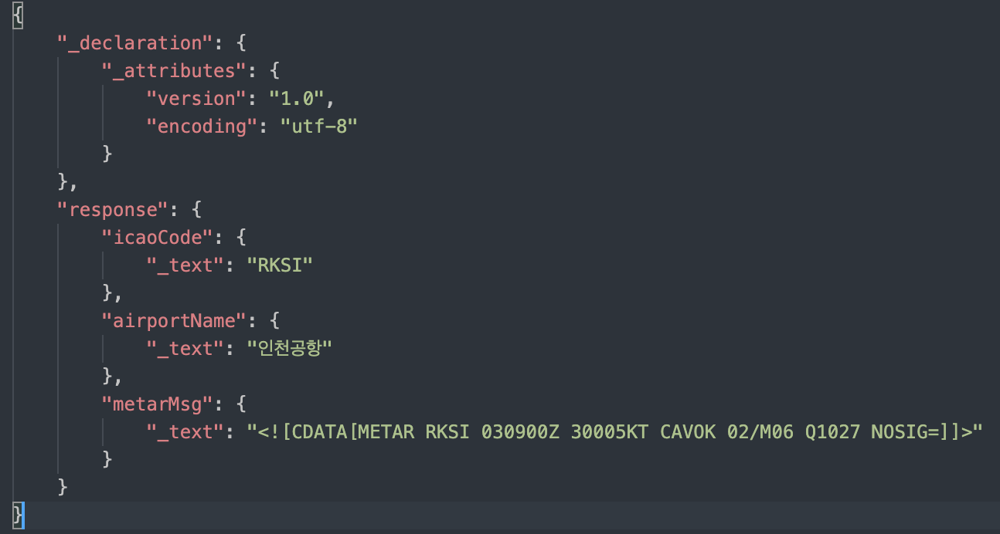 {
    "_declaration": {
        "_attributes": {
            "version": "1.0",
            "encoding": "utf-8"
        }
    },
    "response": {
        "icaoCode": {
            "_text": "RKSI"
        },
        "airportName": {
            "_text": "인천공항"
        },
        "metarMsg": {
            "_text": "<![CDATA[METAR RKSI 030900Z 30005KT CAVOK 02/M06 Q1027 NOSIG=]]>"
        }
    }
}